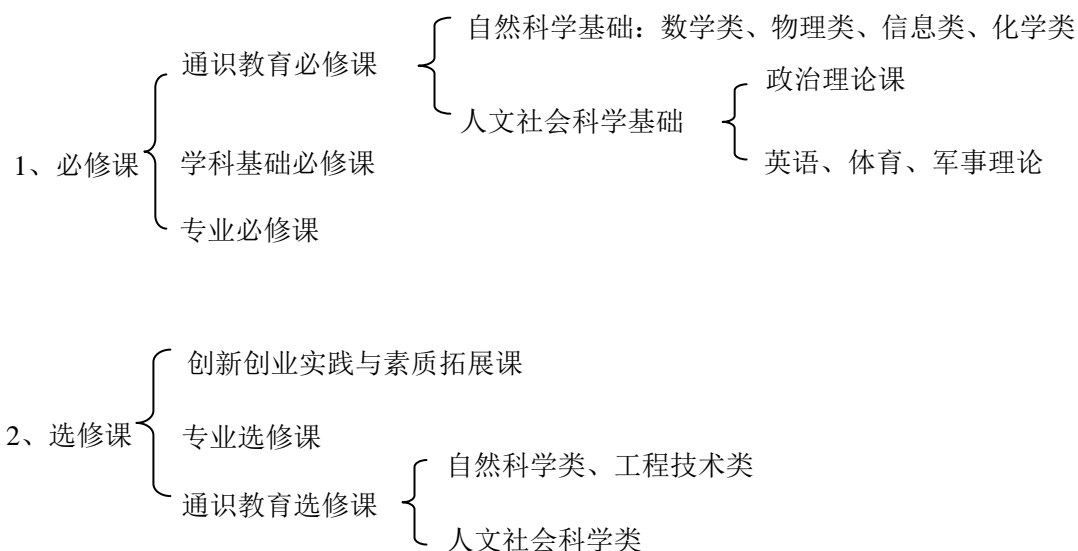 自然科学基础：数学类、物理类、信息类、化学类
通识教育必修课
政治理论课
人文社会科学基础
1、必修课
学科基础必修课
英语、体育、军事理论
专业必修课
创新创业实践与素质拓展课
2、选修课
专业选修课
自然科学类、工程技术类
通识教育选修课
人文社会科学类